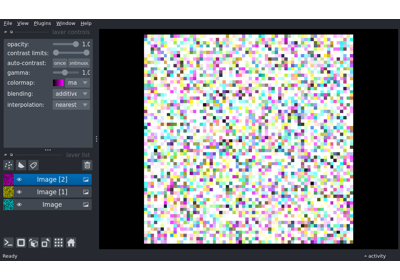 File View Plugins Window Help
layer controls
opacity: 1.0
contrast limits:
auto-contrast: once
gamma: 1.0
colormap: ma
blending: additive
interpolation: nearest
layer list
Image [2]
Image [1]
Image
Ready activity